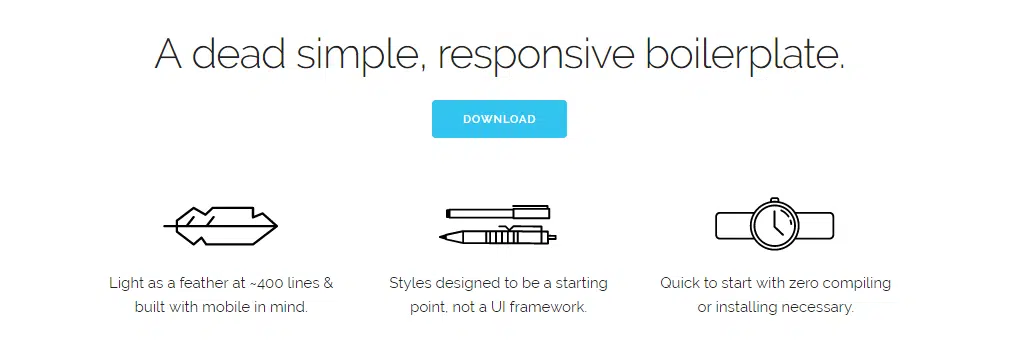 A dead simple, responsive boilerplate.
DOWNLOAD
Light as a feather at ~400 lines &
built with mobile in mind.
Styles designed to be a starting
point, not a UI framework.
Quick to start with zero compiling
or installing necessary.